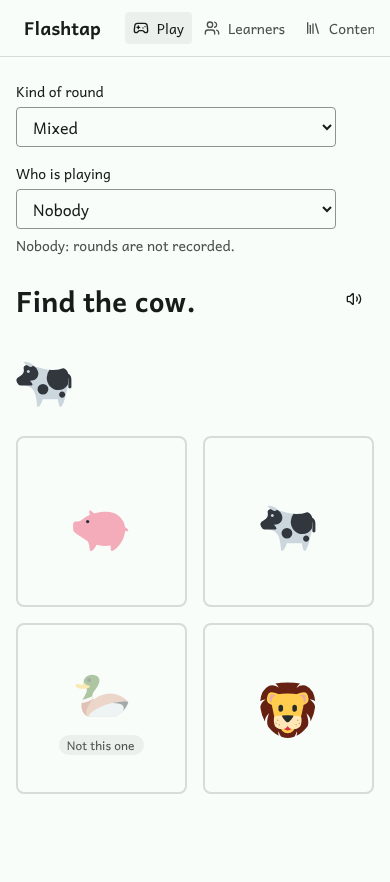 Flashtap
Play
Learners
Conten
Kind of round
Mixed
Who is playing
Nobody
Nobody: rounds are not recorded.
Find the cow.
Not this one